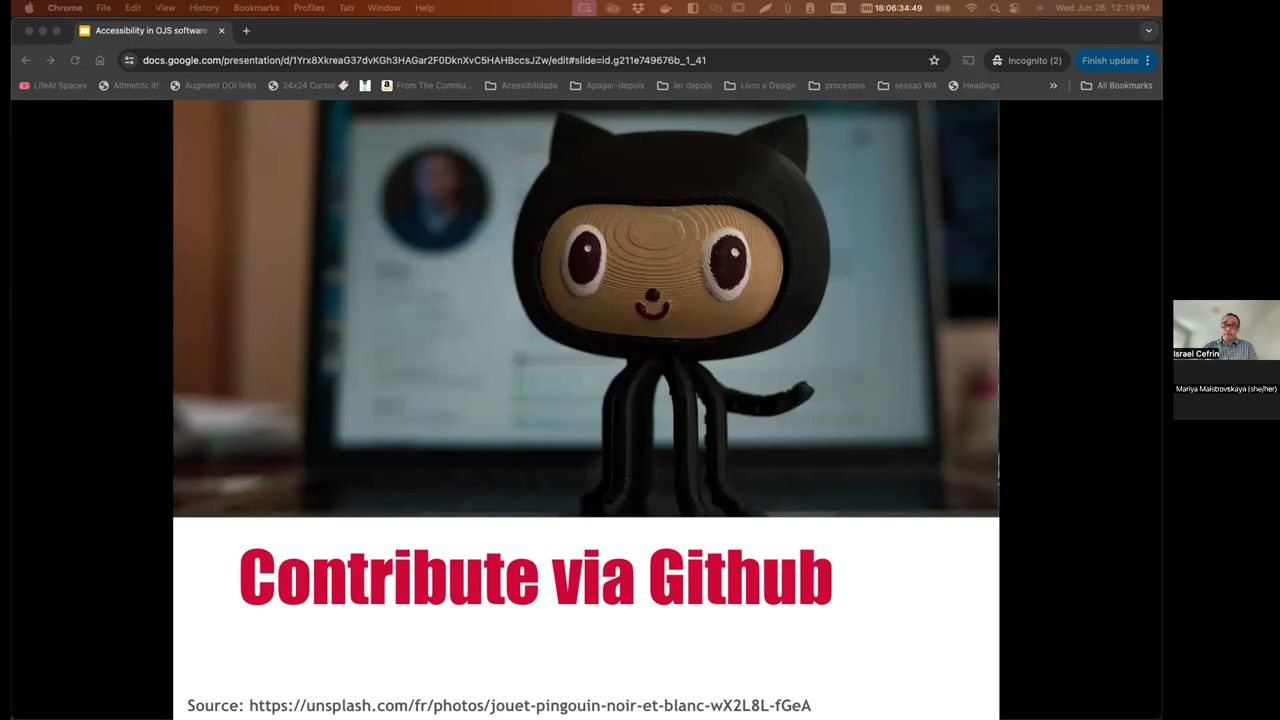 Chrome File Edit View History Bookmarks Profiles Tab Window Help 18:06:34:49 Wed Jun 26 12:19 PM
Accessibility in OJS software
docs.google.com/presentation/d/1Yrx8XkreaG37dvKGh3HAGar2F0DknXvC5HAHBccsJZw/edit#slide=id.g211e749676b_1_41
Incognito (2)
Finish update
LifeAt Spaces Altmetric it! Augment DOI links 24x24 Cursor From The Commu... Acessibilidade Apagar-depois ler depois Livro e Design processos sessao WA Headings All Bookmarks
Israel Cefrin
Mariya Maistrovskaya (she/her)
Contribute via Github
Source: https://unsplash.com/fr/photos/jouet-pingouin-noir-et-blanc-wX2L8L-fGeA